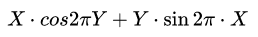 X · cos2πY + Y · sin 2π · X